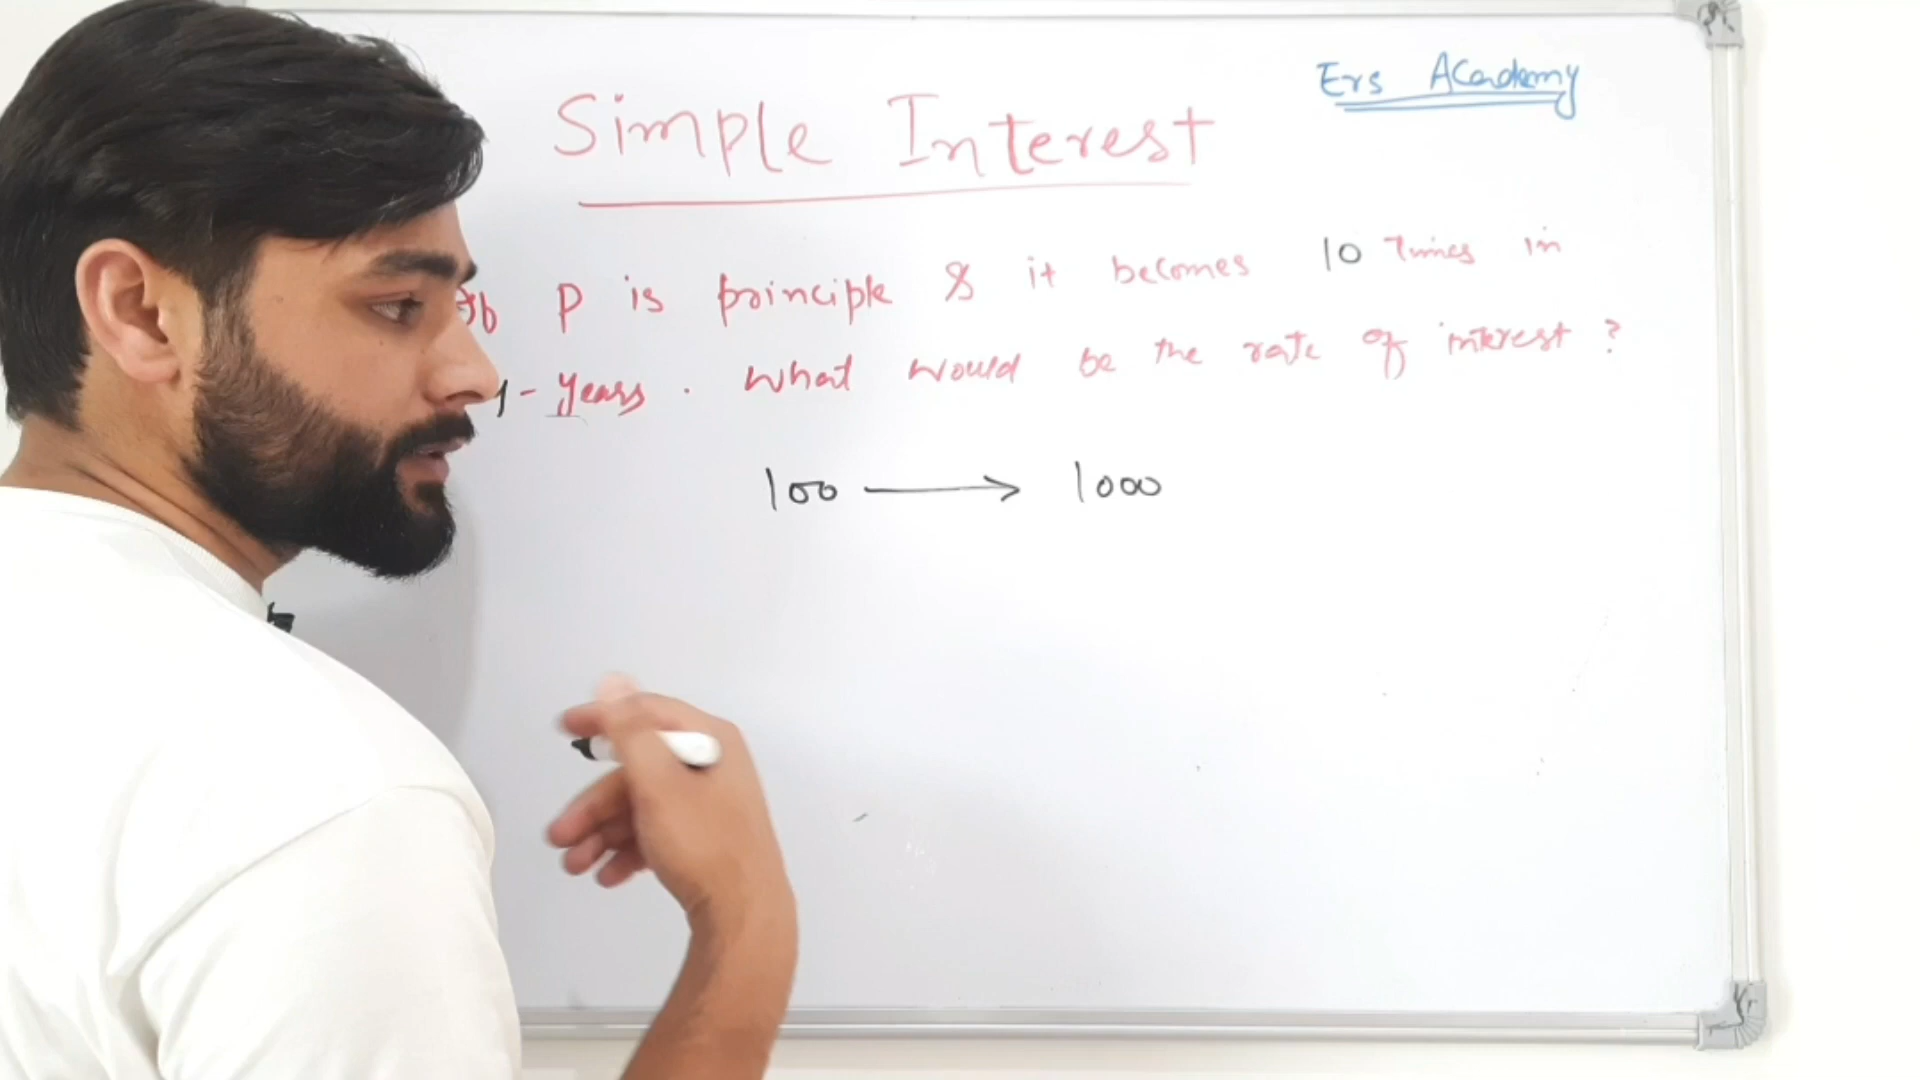 Ers Academy
Simple Interest
P is principle & it becomes 10 Times in
- years. What would be the rate of interest?
100 → 1000